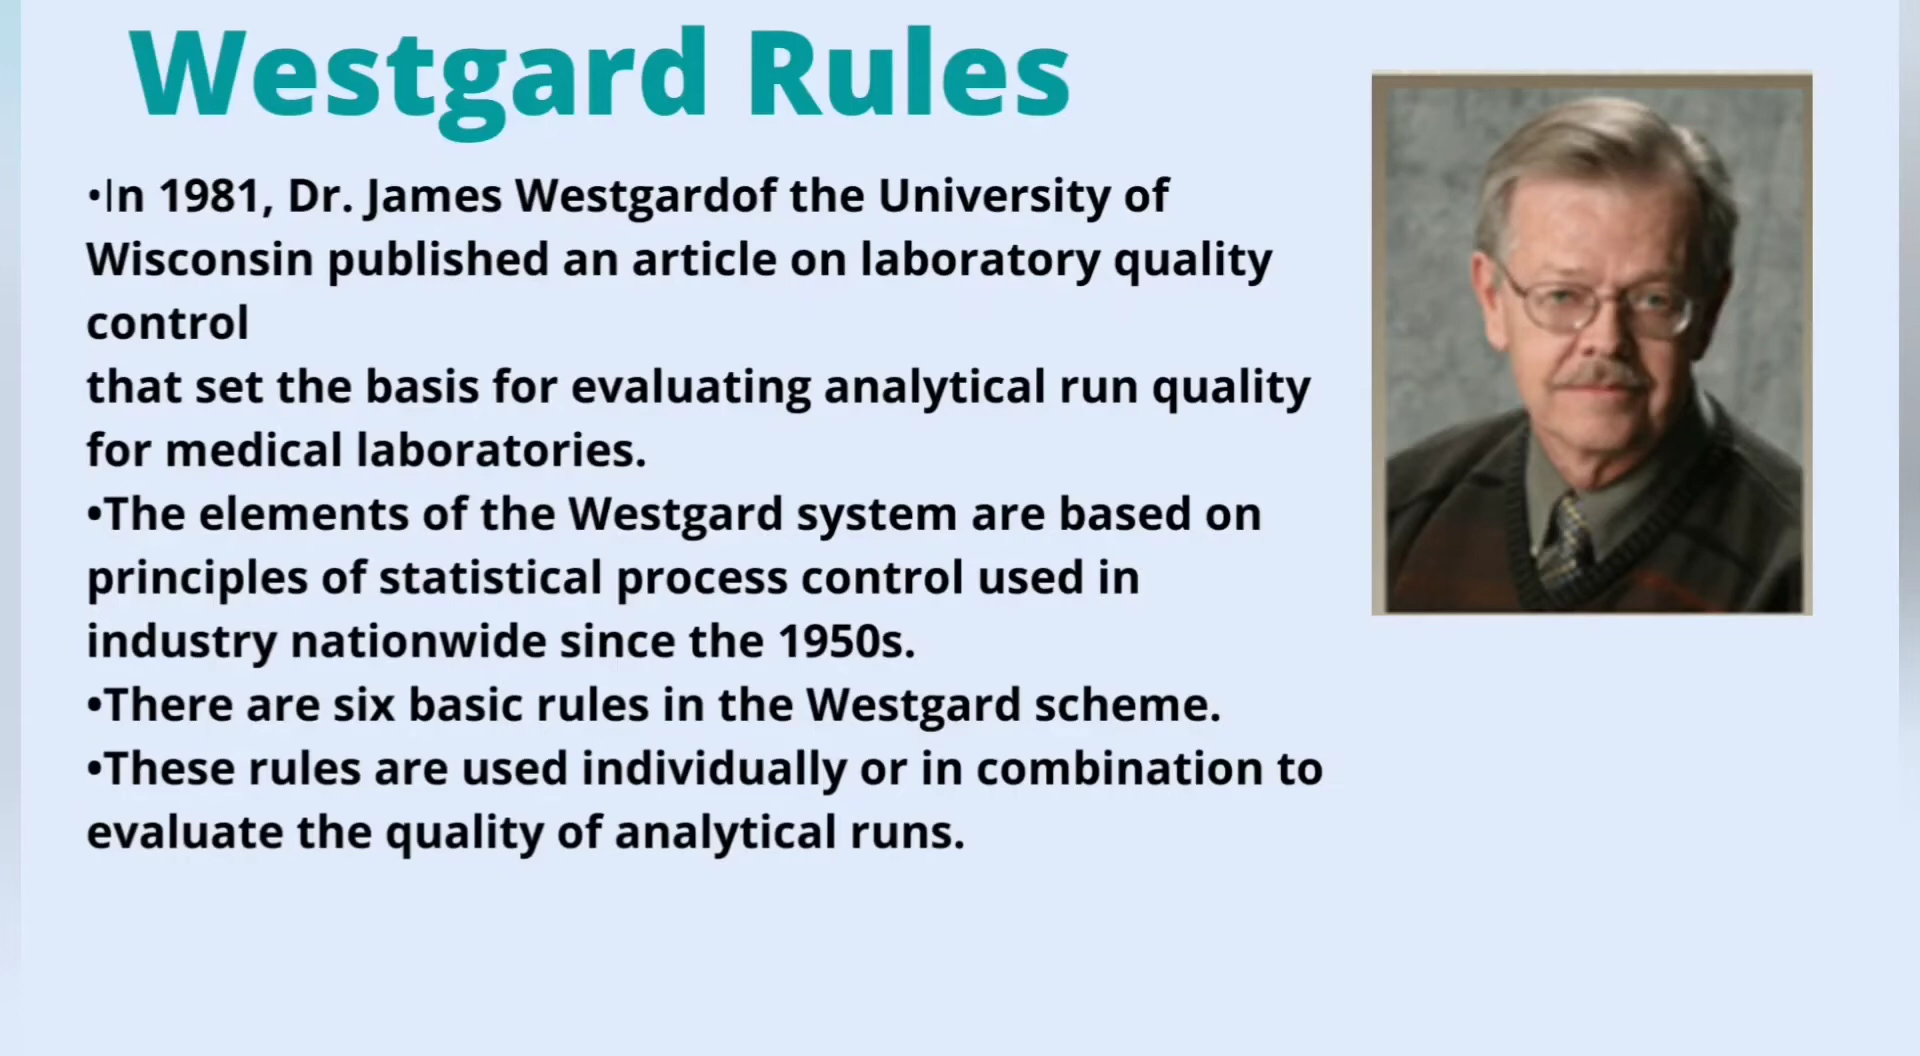 Westgard Rules
•In 1981, Dr. James Westgardof the University of
Wisconsin published an article on laboratory quality
control
that set the basis for evaluating analytical run quality
for medical laboratories.
•The elements of the Westgard system are based on
principles of statistical process control used in
industry nationwide since the 1950s.
•There are six basic rules in the Westgard scheme.
•These rules are used individually or in combination to
evaluate the quality of analytical runs.